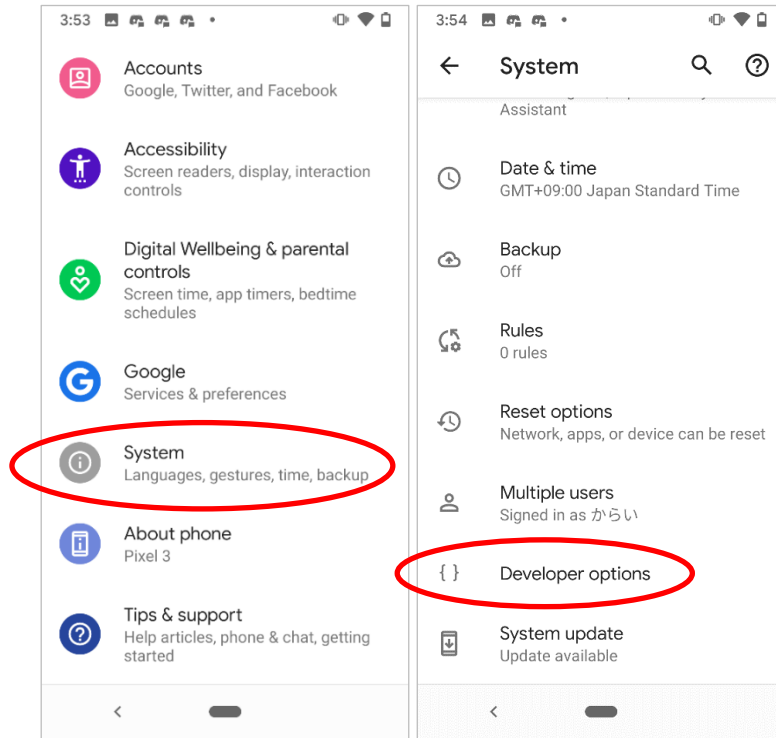 3:53
Accounts
Google, Twitter, and Facebook
Accessibility
Screen readers, display, interaction
controls
Digital Wellbeing & parental
controls
Screen time, app timers, bedtime
schedules
Google
Services & preferences
System
Languages, gestures, time, backup
About phone
Pixel 3
Tips & support
Help articles, phone & chat, getting
started
3:54
System
Assistant
Date & time
GMT+09:00 Japan Standard Time
Backup
Off
Rules
0 rules
Reset options
Network, apps, or device can be reset
Multiple users
Signed in as からい
{ } Developer options
System update
Update available